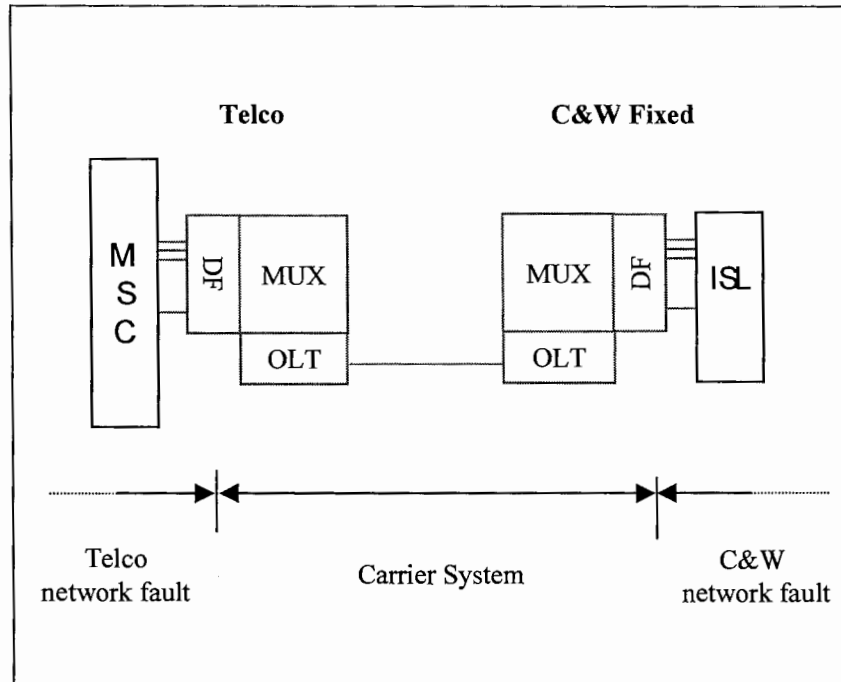 Telco
C&W Fixed
M
S
C
DF
MUX
OLT
MUX
DF
OLT
ISL
Telco
network fault
Carrier System
C&W
network fault